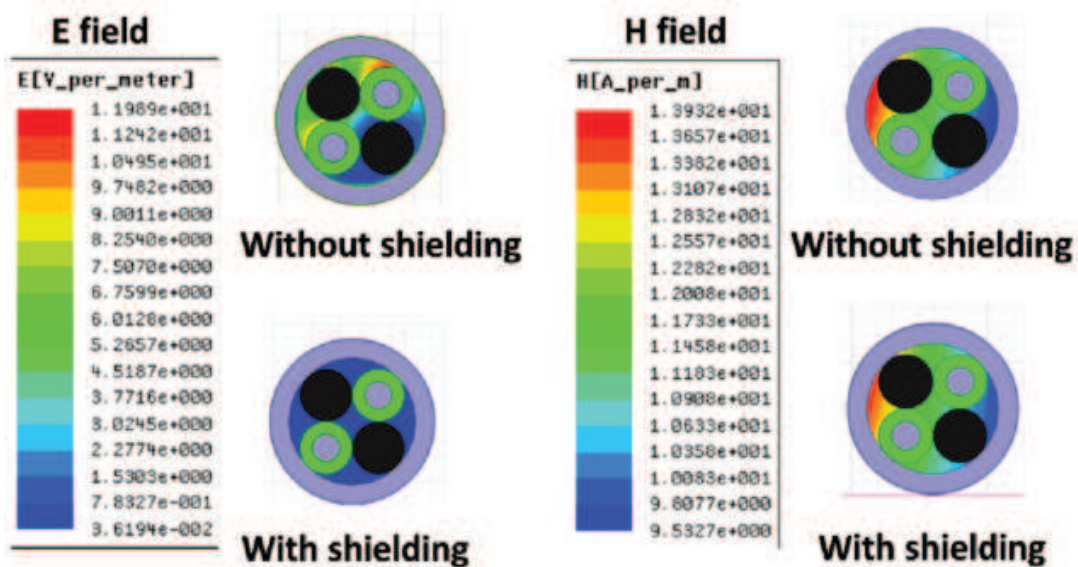 E field
E[V_per_meter]
1.1989e+001
1.1242e+001
1.0495e+001
9.7482e+000
9.0011e+000
8.2540e+000
7.5070e+000
6.7599e+000
6.0128e+000
5.2657e+000
4.5187e+000
3.7716e+000
3.0245e+000
2.2774e+000
1.5303e+000
7.8327e-001
3.6194e-002
Without shielding
With shielding
H field
H[A_per_m]
1.3932e+001
1.3657e+001
1.3382e+001
1.3107e+001
1.2832e+001
1.2557e+001
1.2282e+001
1.2008e+001
1.1733e+001
1.1458e+001
1.1183e+001
1.0908e+001
1.0633e+001
1.0358e+001
1.0083e+001
9.8077e+000
9.5327e+000
Without shielding
With shielding